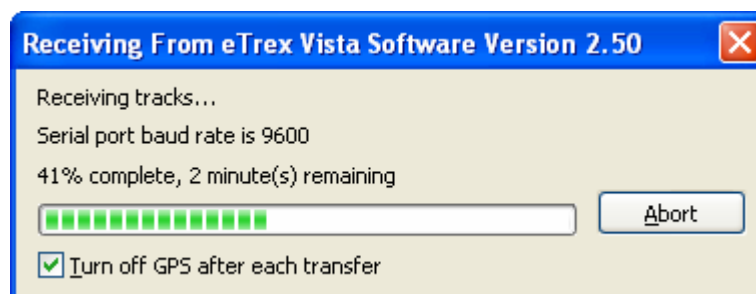 Receiving From eTrex Vista Software Version 2.50
Receiving tracks...
Serial port baud rate is 9600
41% complete, 2 minute(s) remaining
Abort
Turn off GPS after each transfer